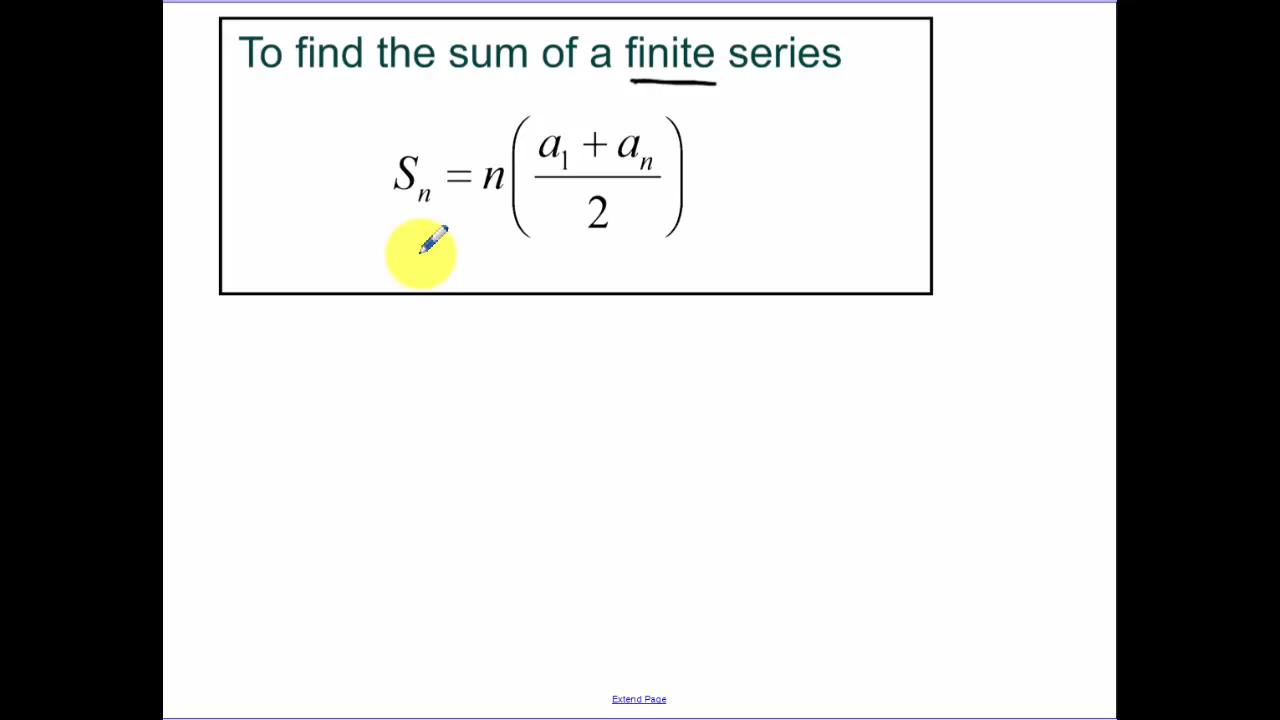 To find the sum of a finite series
Sₙ = n((a₁ + aₙ)/2)
Extend Page